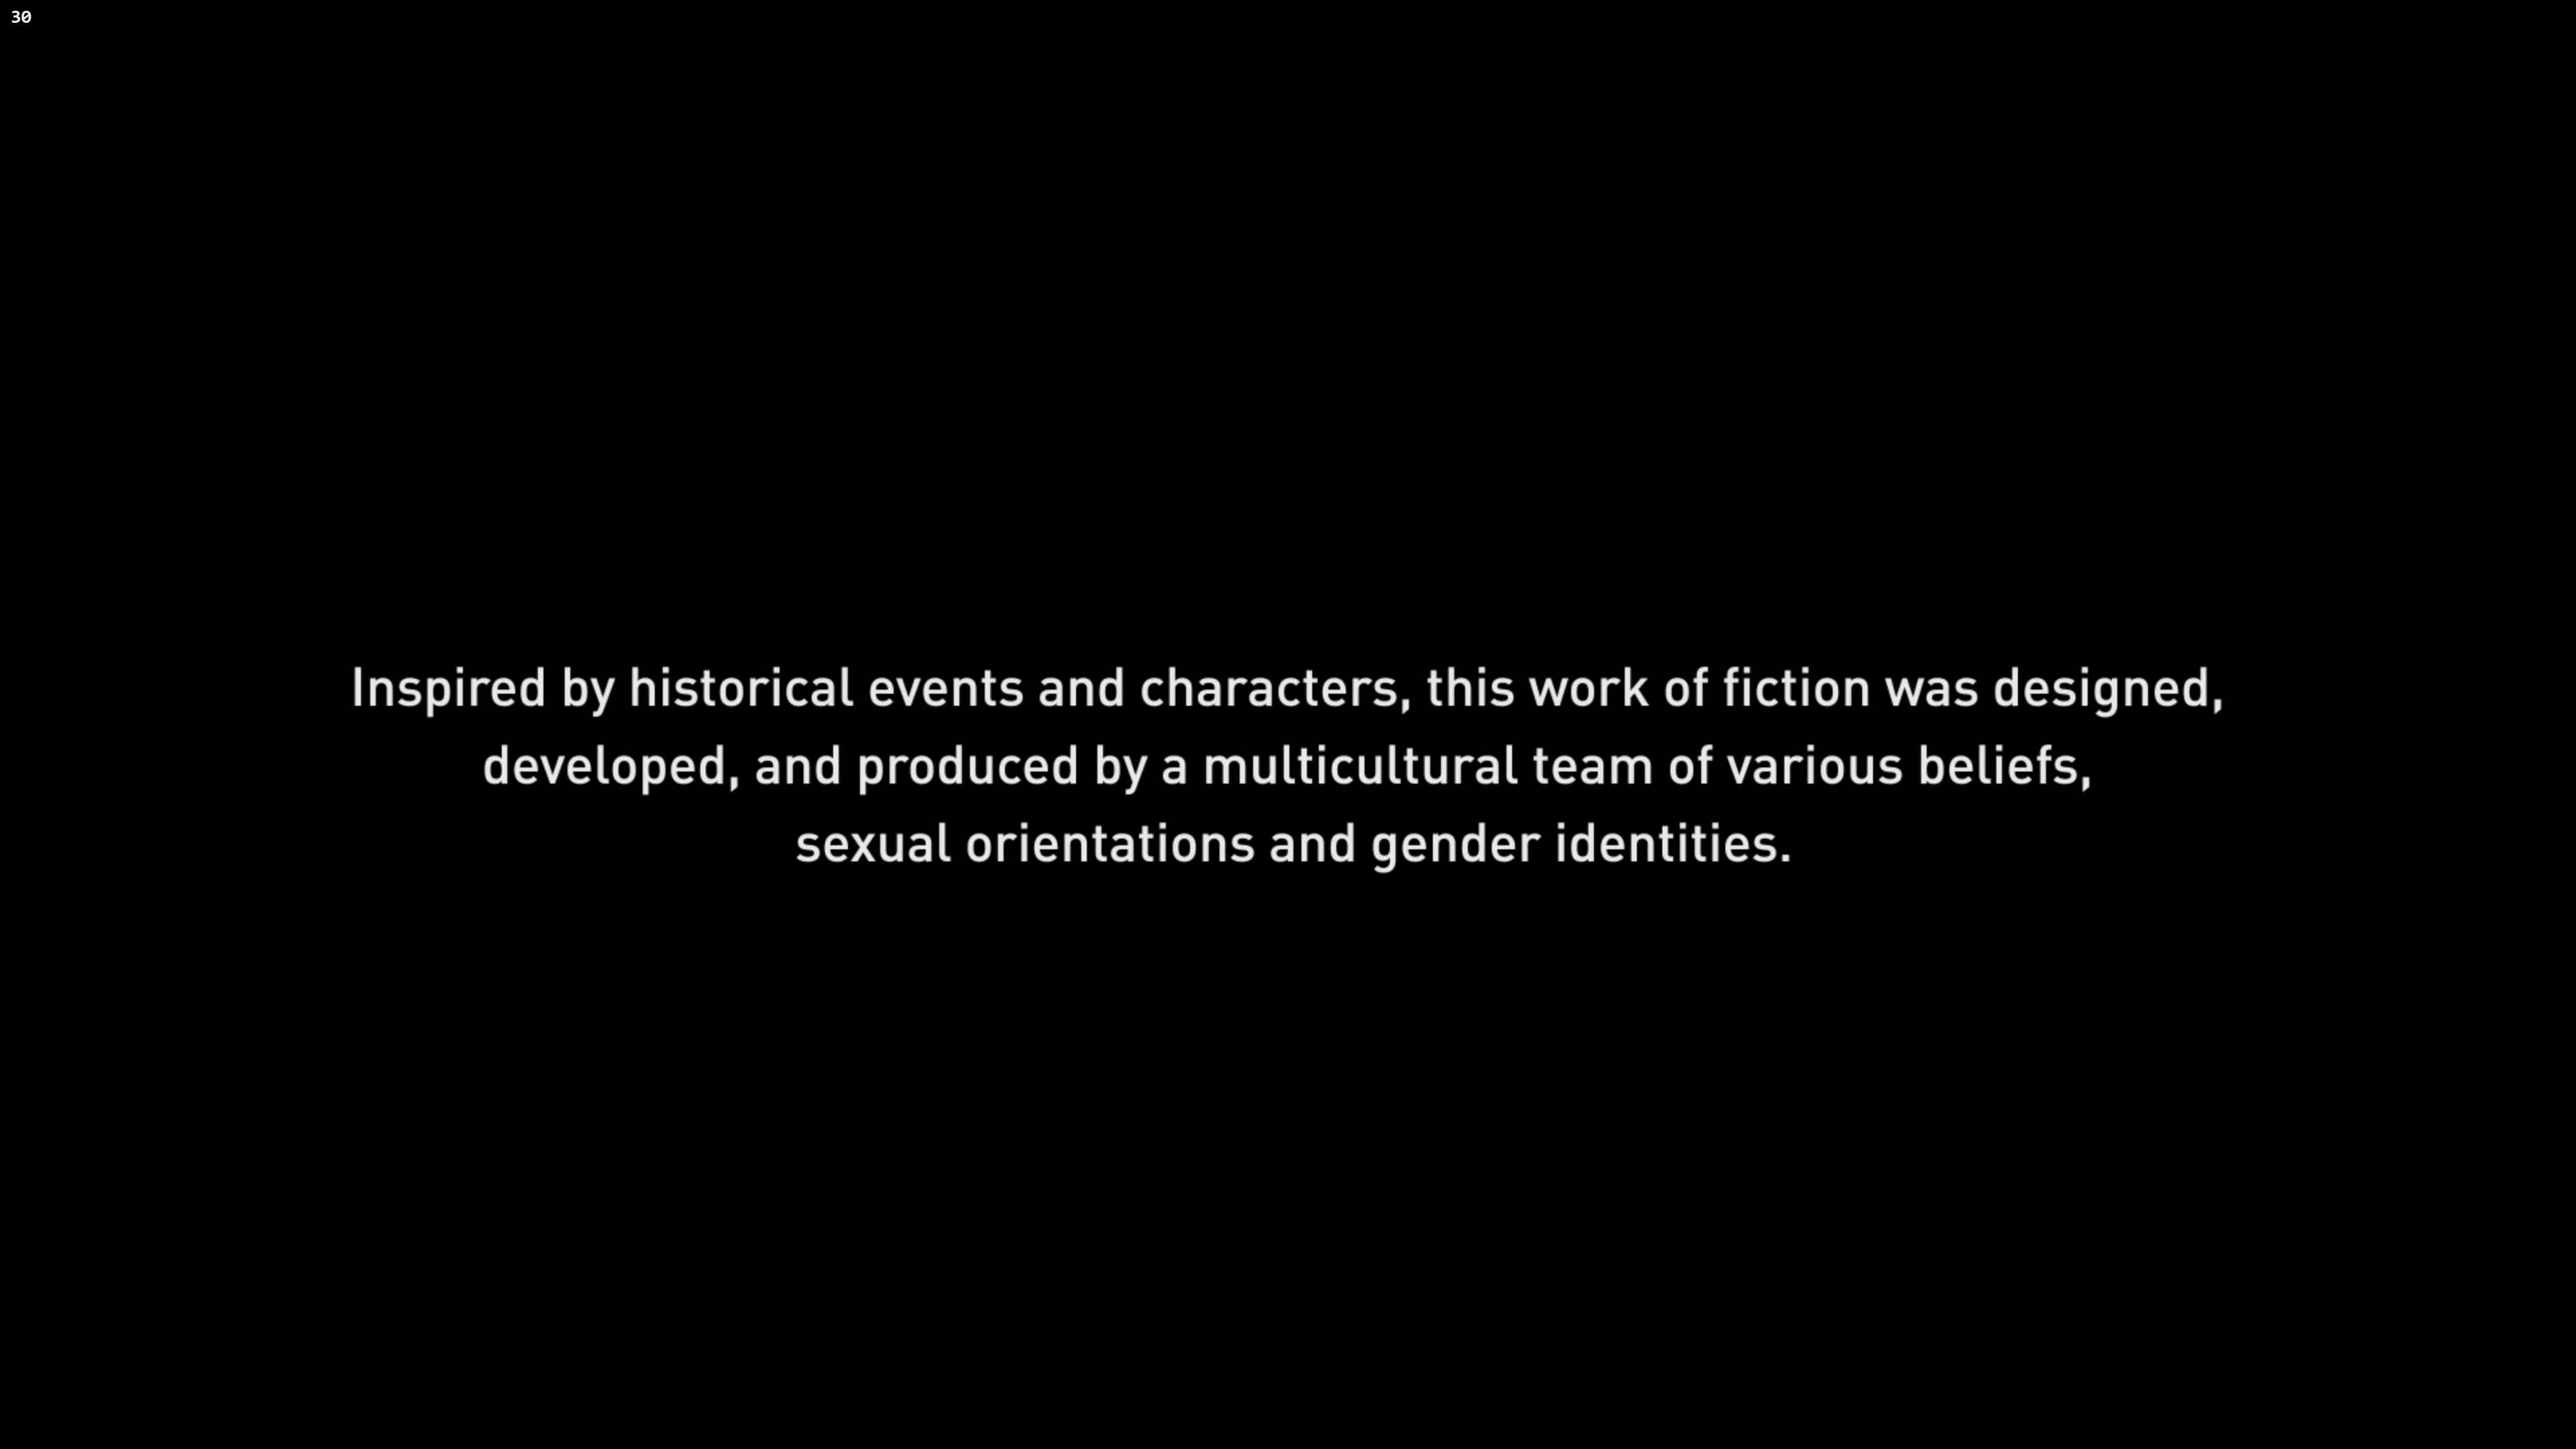 30
Inspired by historical events and characters, this work of fiction was designed,
developed, and produced by a multicultural team of various beliefs,
sexual orientations and gender identities.